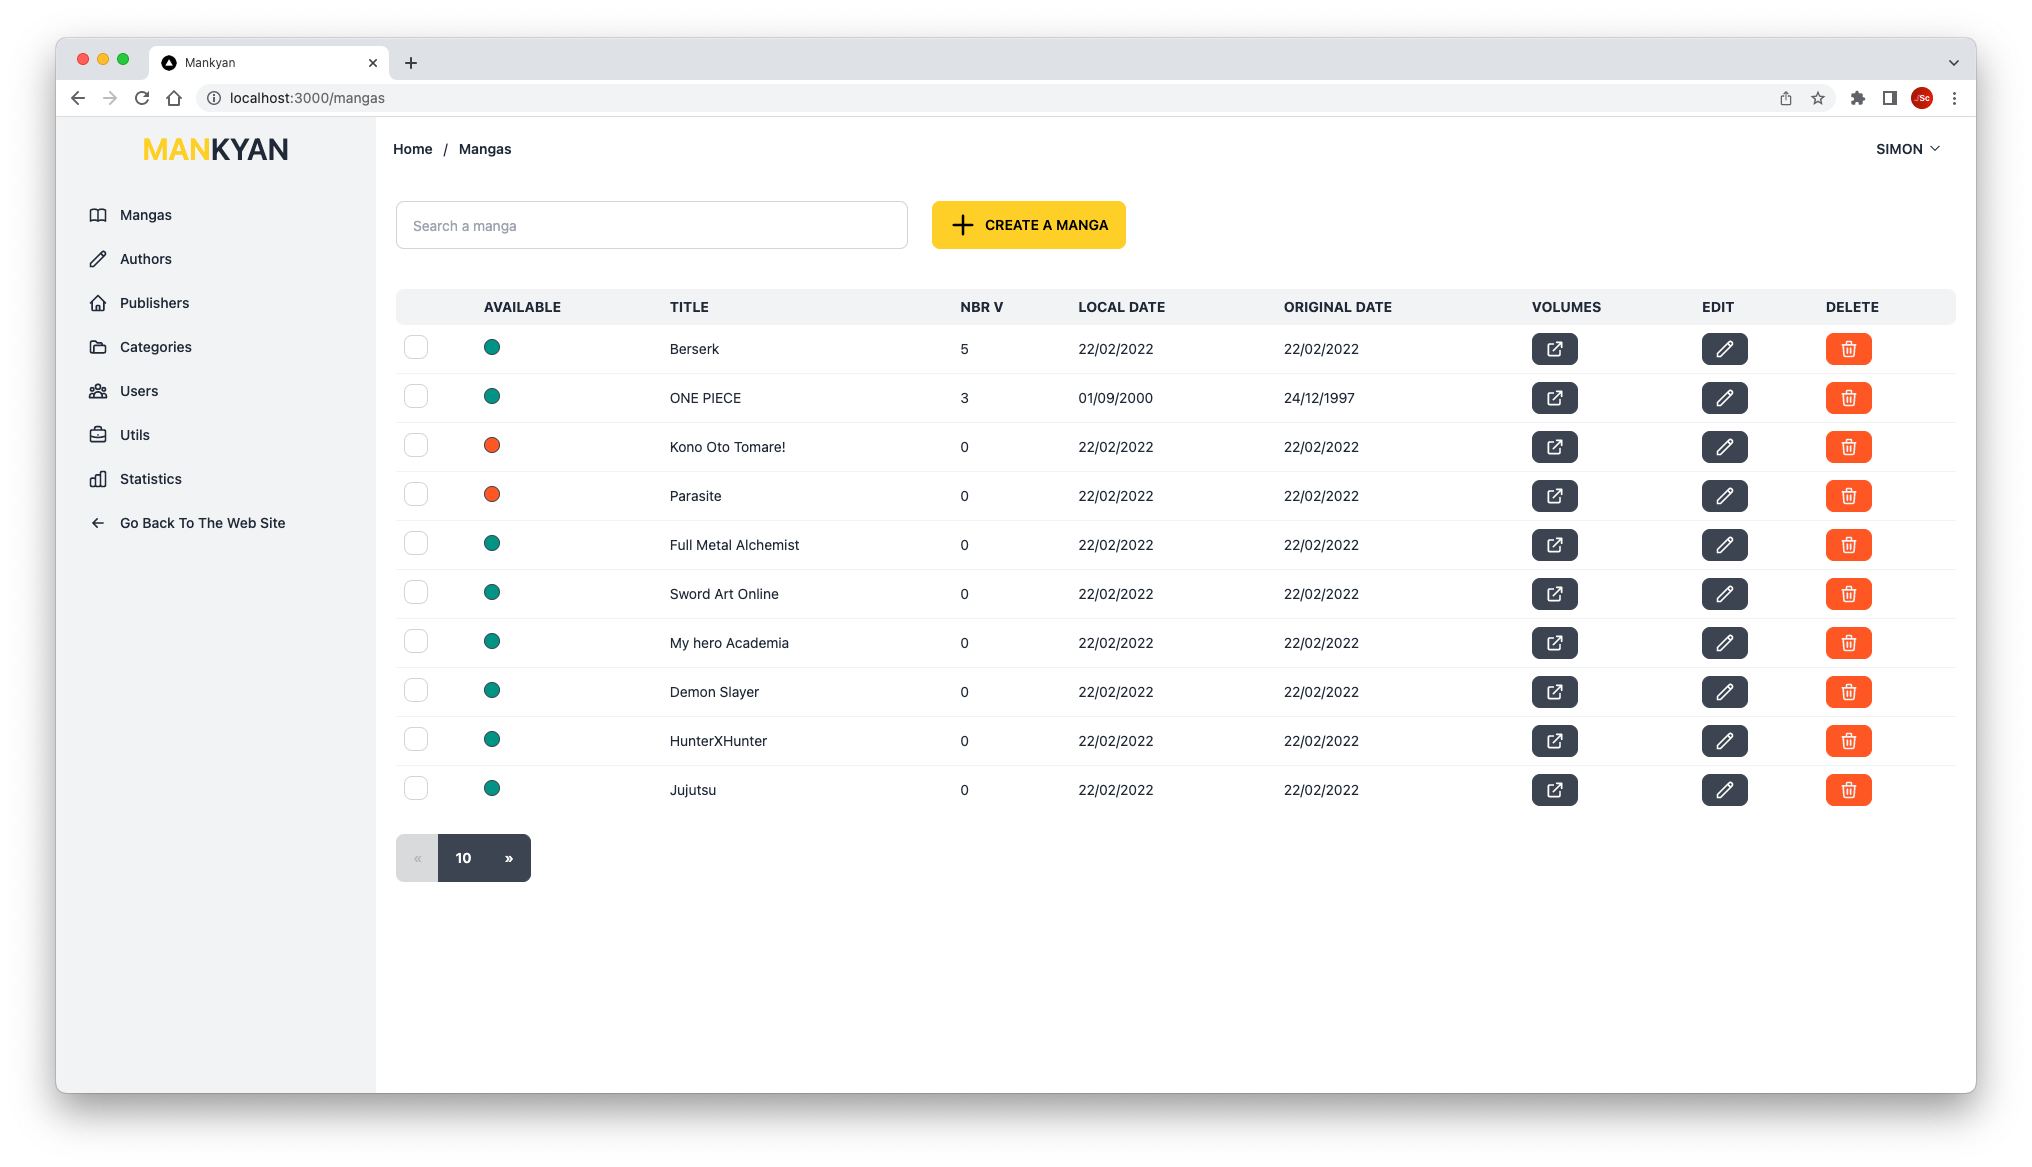 Mankyan
localhost:3000/mangas
MANKYAN
Home / Mangas
SIMON
Mangas
Authors
Publishers
Categories
Users
Utils
Statistics
Go Back To The Web Site
Search a manga
CREATE A MANGA
AVAILABLE TITLE NBR V LOCAL DATE ORIGINAL DATE VOLUMES EDIT DELETE
Berserk 5 22/02/2022 22/02/2022
ONE PIECE 3 01/09/2000 24/12/1997
Kono Oto Tomare! 0 22/02/2022 22/02/2022
Parasite 0 22/02/2022 22/02/2022
Full Metal Alchemist 0 22/02/2022 22/02/2022
Sword Art Online 0 22/02/2022 22/02/2022
My hero Academia 0 22/02/2022 22/02/2022
Demon Slayer 0 22/02/2022 22/02/2022
HunterXHunter 0 22/02/2022 22/02/2022
Jujutsu 0 22/02/2022 22/02/2022
« 10 »